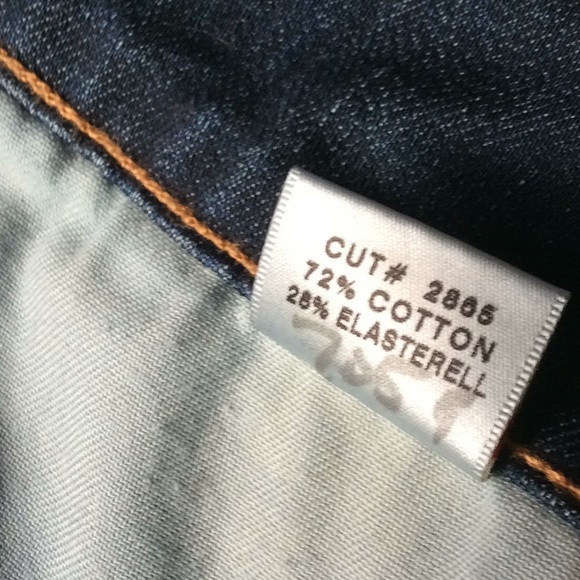 CUT# 2865
72% COTTON
28% ELASTERELL